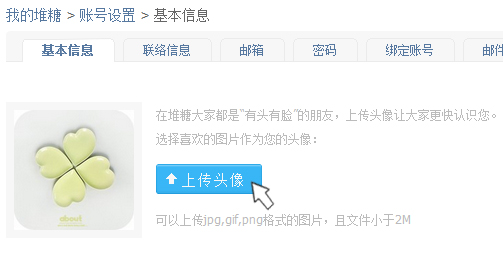 我的堆糖 > 账号设置 > 基本信息
基本信息 联络信息 邮箱 密码 绑定账号 邮件
在堆糖大家都是“有头有脸”的朋友，上传头像让大家更快认识您。
选择喜欢的图片作为您的头像：
上传头像
可以上传jpg,gif,png格式的图片，且文件小于2M